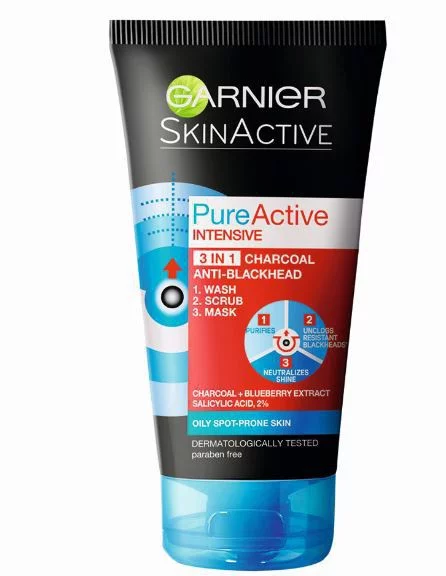 GARNIER
SKINACTIVE
PureActive
INTENSIVE
3 IN 1 CHARCOAL
ANTI-BLACKHEAD
1. WASH
2. SCRUB
3. MASK
1
PURIFIES
2
UNCLOGS
RESISTANT
BLACKHEADS*
3
NEUTRALIZES
SHINE
CHARCOAL + BLUEBERRY EXTRACT
SALICYLIC ACID, 2%
OILY SPOT-PRONE SKIN
DERMATOLOGICALLY TESTED
paraben free